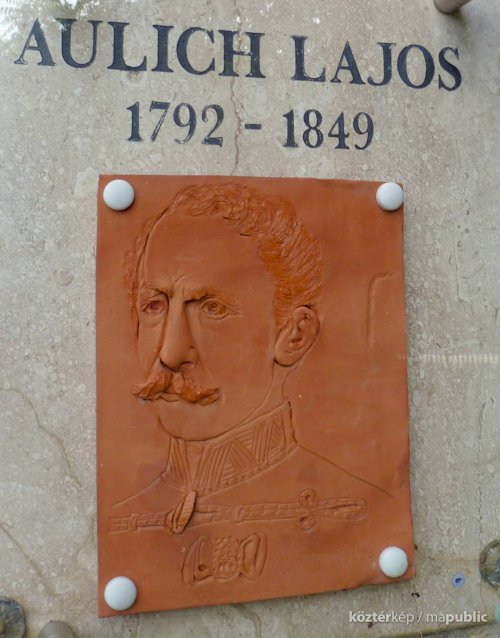 AULICH LAJOS
1792 - 1849
köztérkép / mapublic